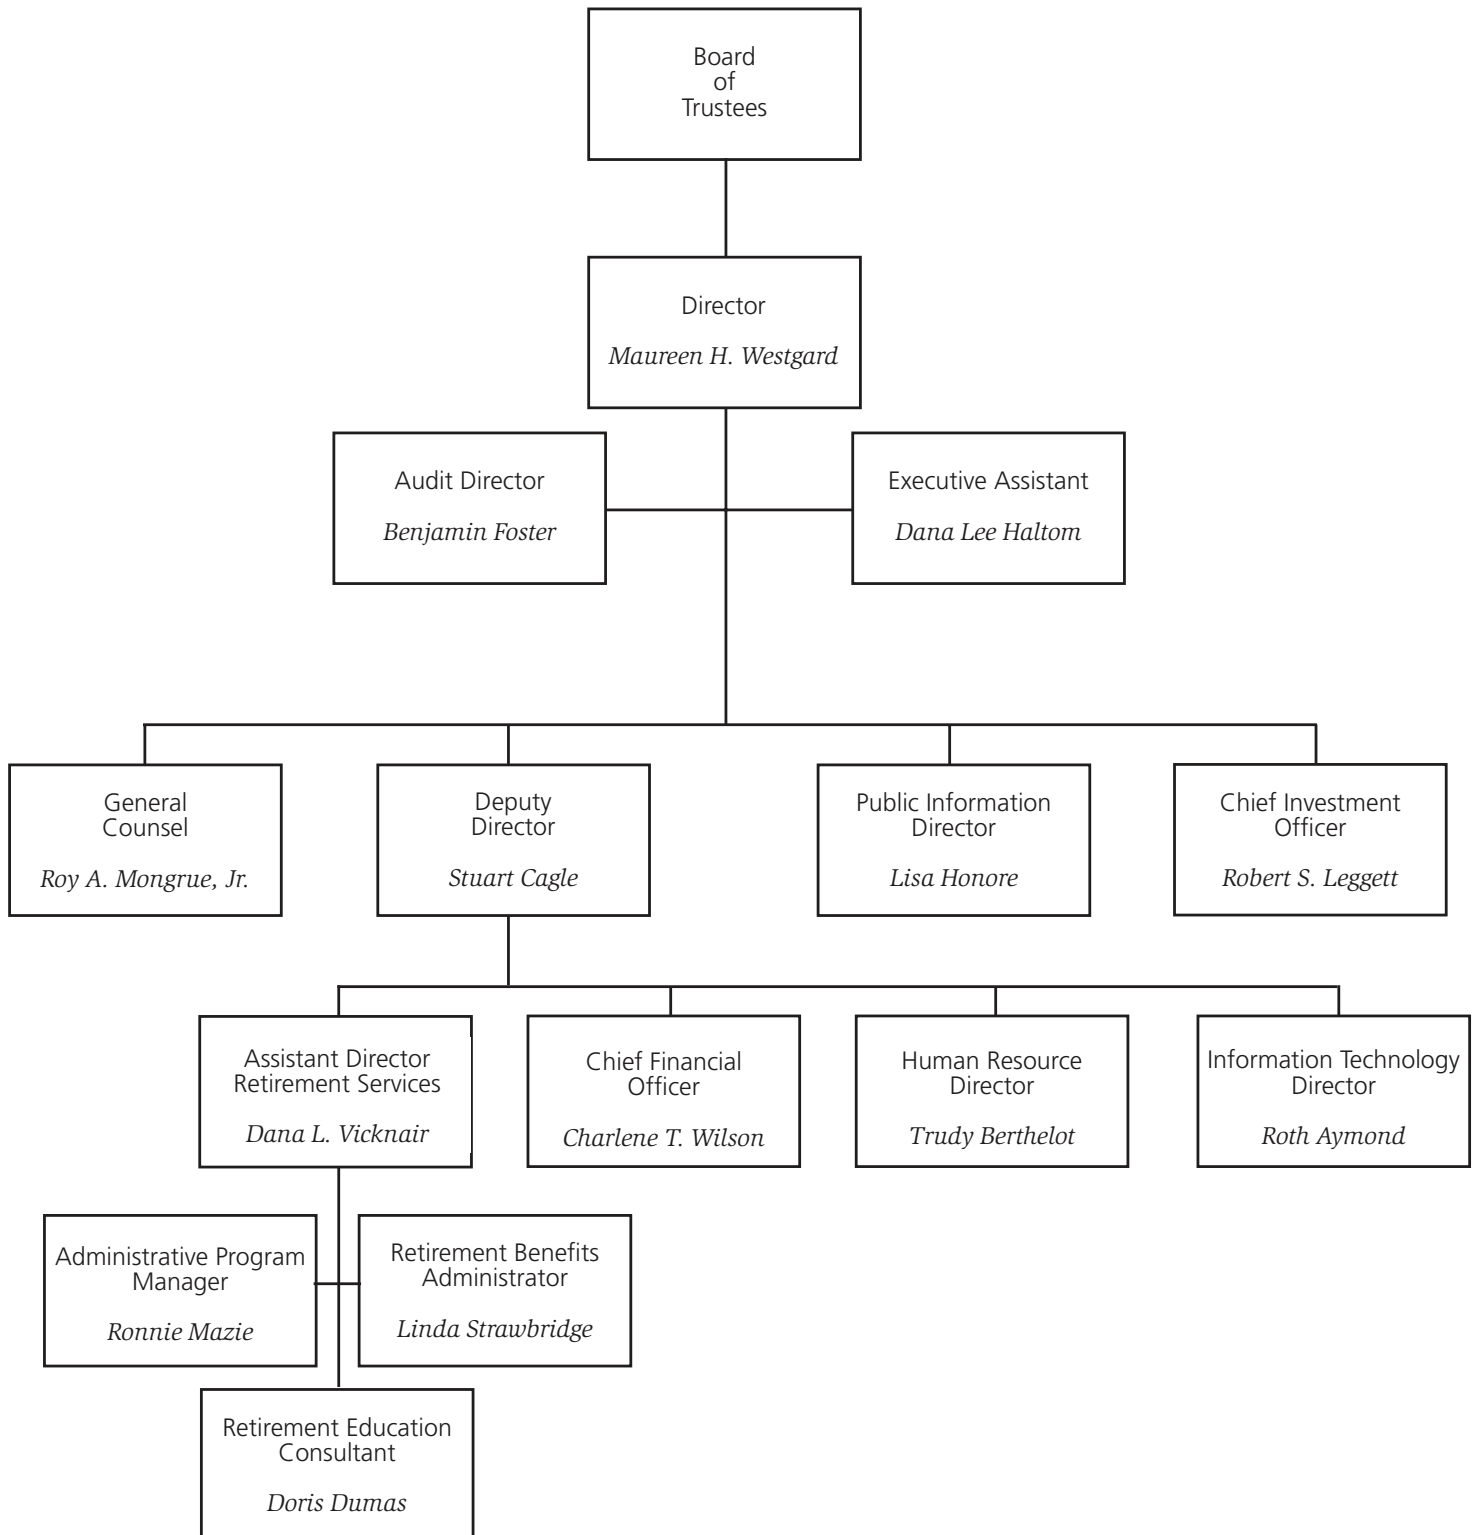 Board
of
Trustees
Director
Maureen H. Westgard
Audit Director
Benjamin Foster
Executive Assistant
Dana Lee Haltom
General
Counsel
Roy A. Mongrue, Jr.
Deputy
Director
Stuart Cagle
Public Information
Director
Lisa Honore
Chief Investment
Officer
Robert S. Leggett
Assistant Director
Retirement Services
Dana L. Vicknair
Chief Financial
Officer
Charlene T. Wilson
Human Resource
Director
Trudy Berthelot
Information Technology
Director
Roth Aymond
Administrative Program
Manager
Ronnie Mazie
Retirement Benefits
Administrator
Linda Strawbridge
Retirement Education
Consultant
Doris Dumas